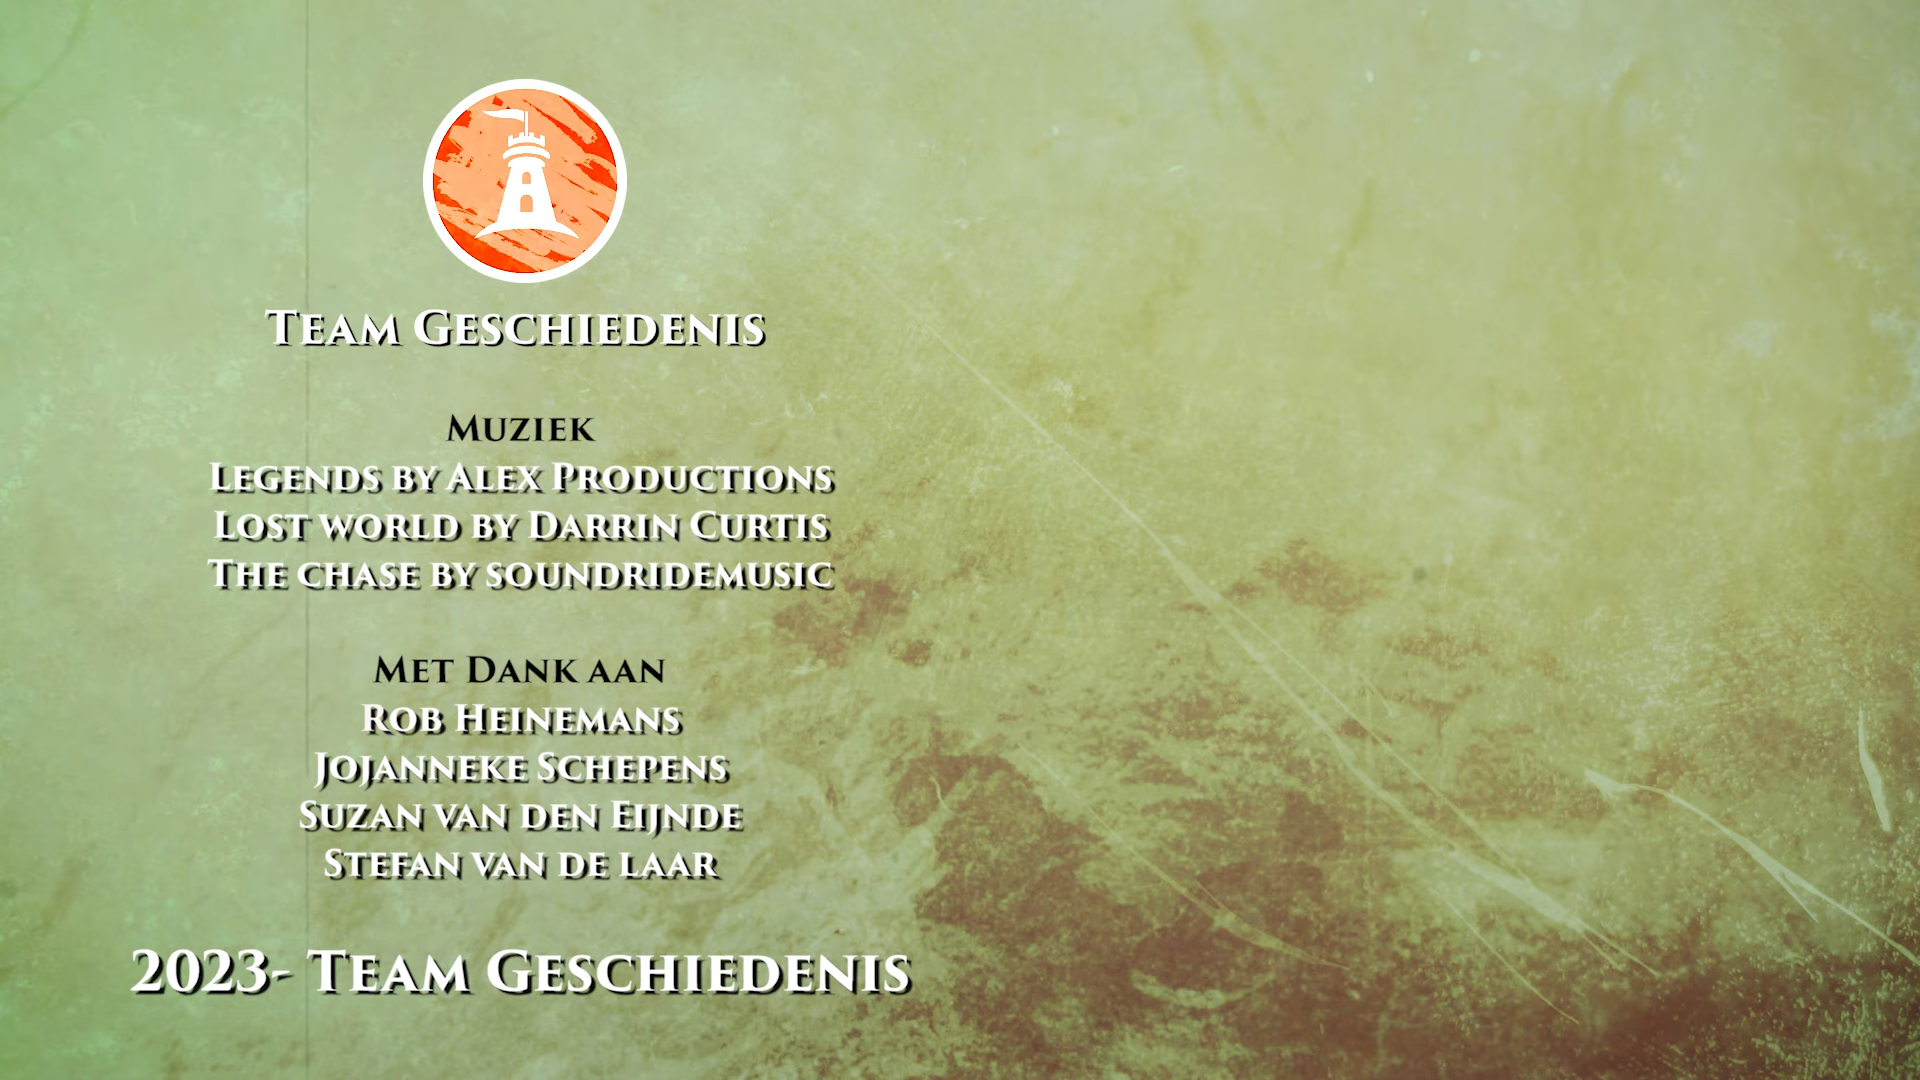 Team Geschiedenis
Muziek
Legends by Alex Productions
Lost world by Darrin Curtis
The chase by soundridemusic
Met Dank aan
Rob Heinemans
Jojanneke Schepens
Suzan van den Eijnde
Stefan van de laar
2023- Team Geschiedenis